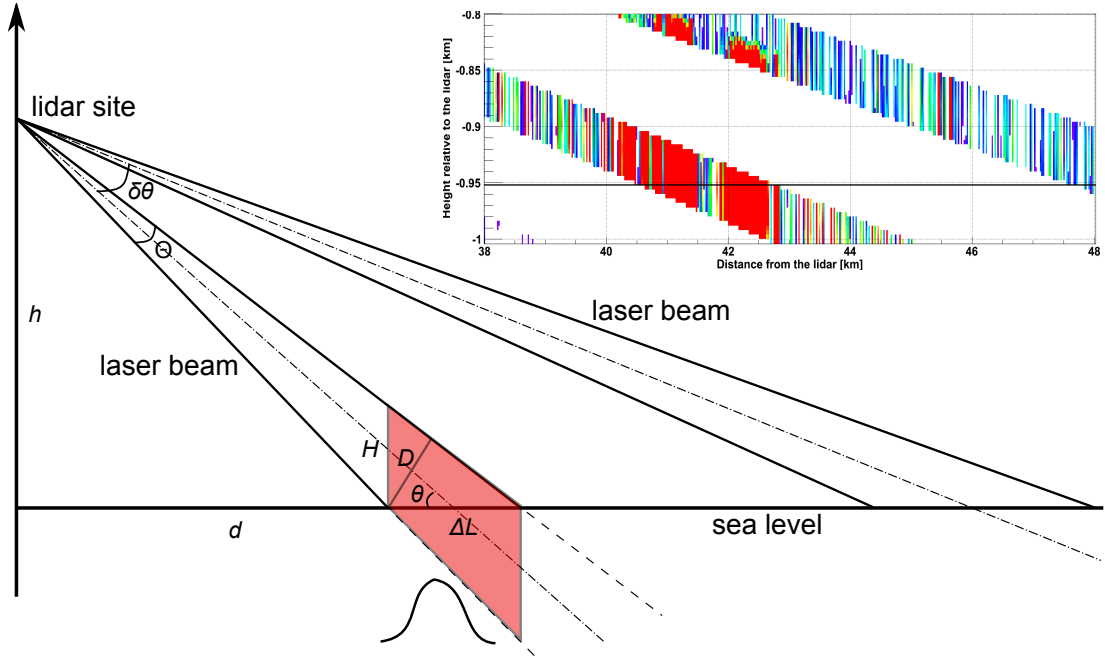 lidar site
δθ
Θ
h
laser beam
laser beam
H
D
θ
ΔL
d
sea level
Height relative to the lidar [km]
-0.8
-0.85
-0.9
-0.95
-1
38
40
42
44
46
48
Distance from the lidar [km]